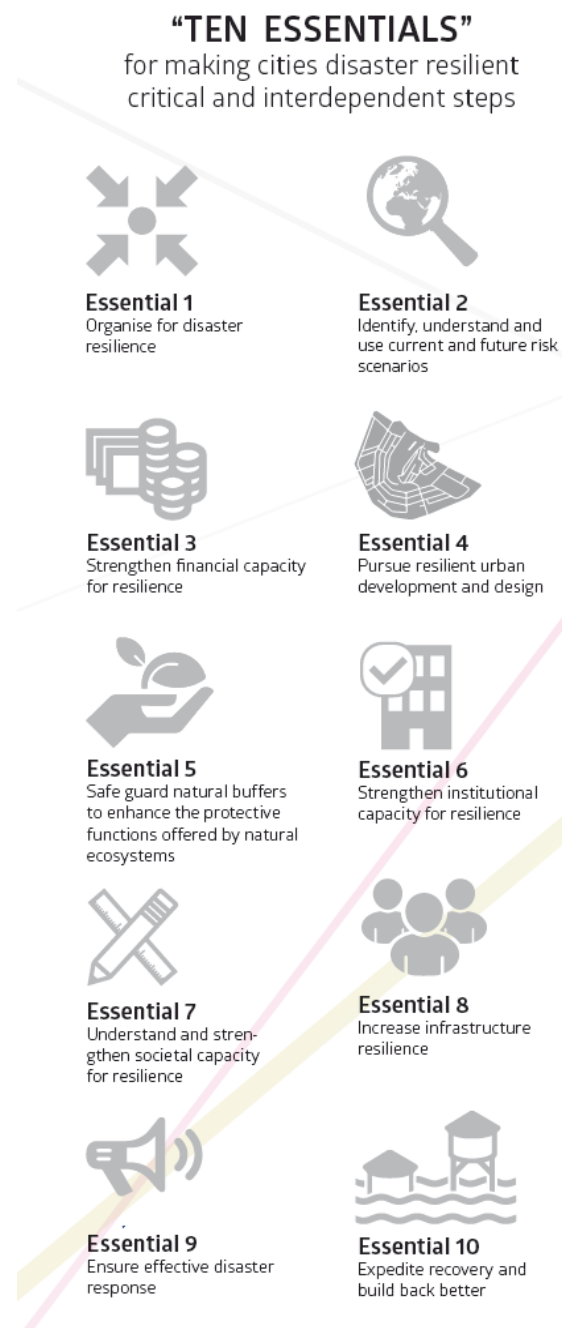 “TEN ESSENTIALS”
for making cities disaster resilient
critical and interdependent steps
Essential 1
Organise for disaster
resilience
Essential 2
Identify, understand and
use current and future risk
scenarios
Essential 3
Strengthen financial capacity
for resilience
Essential 4
Pursue resilient urban
development and design
Essential 5
Safe guard natural buffers
to enhance the protective
functions offered by natural
ecosystems
Essential 6
Strengthen institutional
capacity for resilience
Essential 7
Understand and stren-
gthen societal capacity
for resilience
Essential 8
Increase infrastructure
resilience
Essential 9
Ensure effective disaster
response
Essential 10
Expedite recovery and
build back better